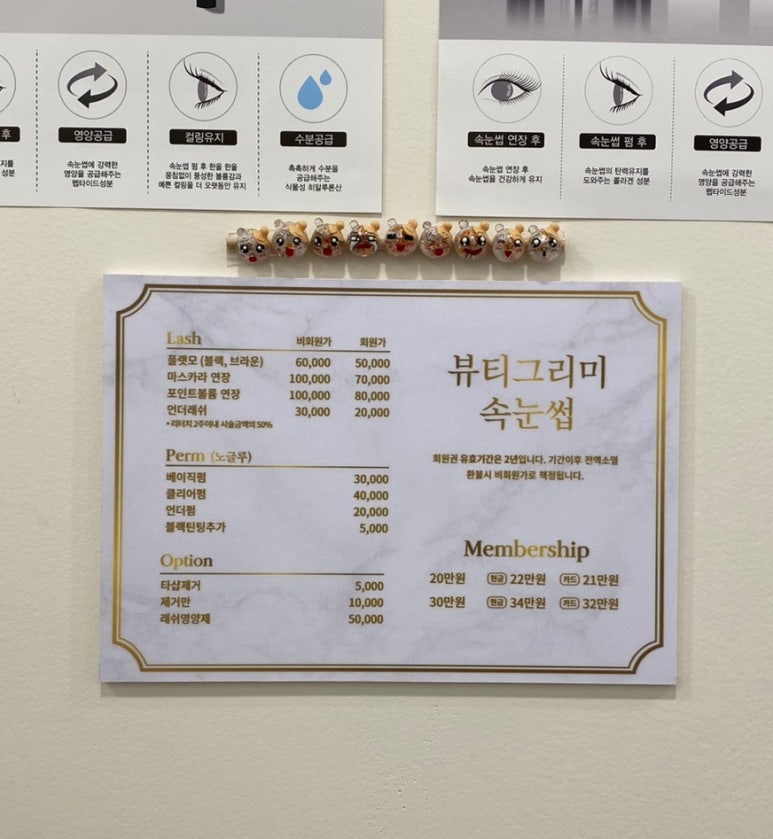 후
영양공급
컬링유지
수분공급
지를
성분
속눈썹에 강력한
영양을 공급해주는
펩타이드성분
속눈썹 펌 후 한올 한올
뭉침없이 풍성한 볼륨감과
예쁜 컬링을 더 오랫동안 유지
촉촉하게 수분을
공급해주는
식물성 히알루론산
속눈썹 연장 후
속눈썹 펌 후
영양공급
속눈썹 연장 후
속눈썹을 건강하게 유지
속눈썹의 탄력유지를
도와주는 콜라겐 성분
속눈썹에 강력한
영양을 공급해주는
펩타이드성분
Lash 비회원가 회원가
플랫모 (블랙, 브라운) 60,000 50,000
마스카라 연장 100,000 70,000
포인트볼륨 연장 100,000 80,000
언더래쉬 30,000 20,000
* 리터치 2주이내 시술금액의 50%
Perm (노글루)
베이직펌 30,000
클리어펌 40,000
언더펌 20,000
블랙틴팅추가 5,000
Option
타샵제거 5,000
제거만 10,000
래쉬영양제 50,000
뷰티그리미
속눈썹
회원권 유효기간은 2년입니다. 기간이후 잔액소멸
환불시 비회원가로 책정됩니다.
Membership
20만원 현금 22만원 카드 21만원
30만원 현금 34만원 카드 32만원